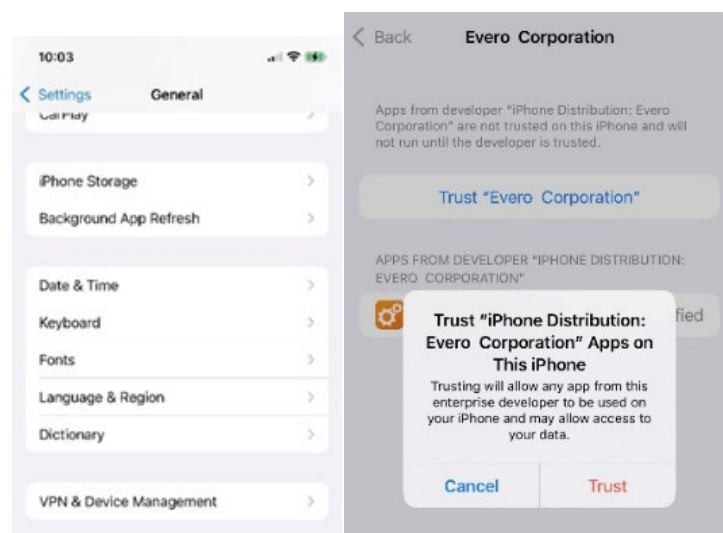 10:03
Settings
General
CarPlay
iPhone Storage
Background App Refresh
Date & Time
Keyboard
Fonts
Language & Region
Dictionary
VPN & Device Management
Back
Evero Corporation
Apps from developer "iPhone Distribution: Evero
Corporation" are not trusted on this iPhone and will
not run until the developer is trusted.
Trust "Evero Corporation"
APPS FROM DEVELOPER "IPHONE DISTRIBUTION:
EVERO CORPORATION"
fied
Trust "iPhone
Distribution:
Evero Corporation" Apps on
This iPhone
Trusting will allow any app from this
enterprise developer to be used on
your iPhone and may allow access to
your data.
Cancel
Trust